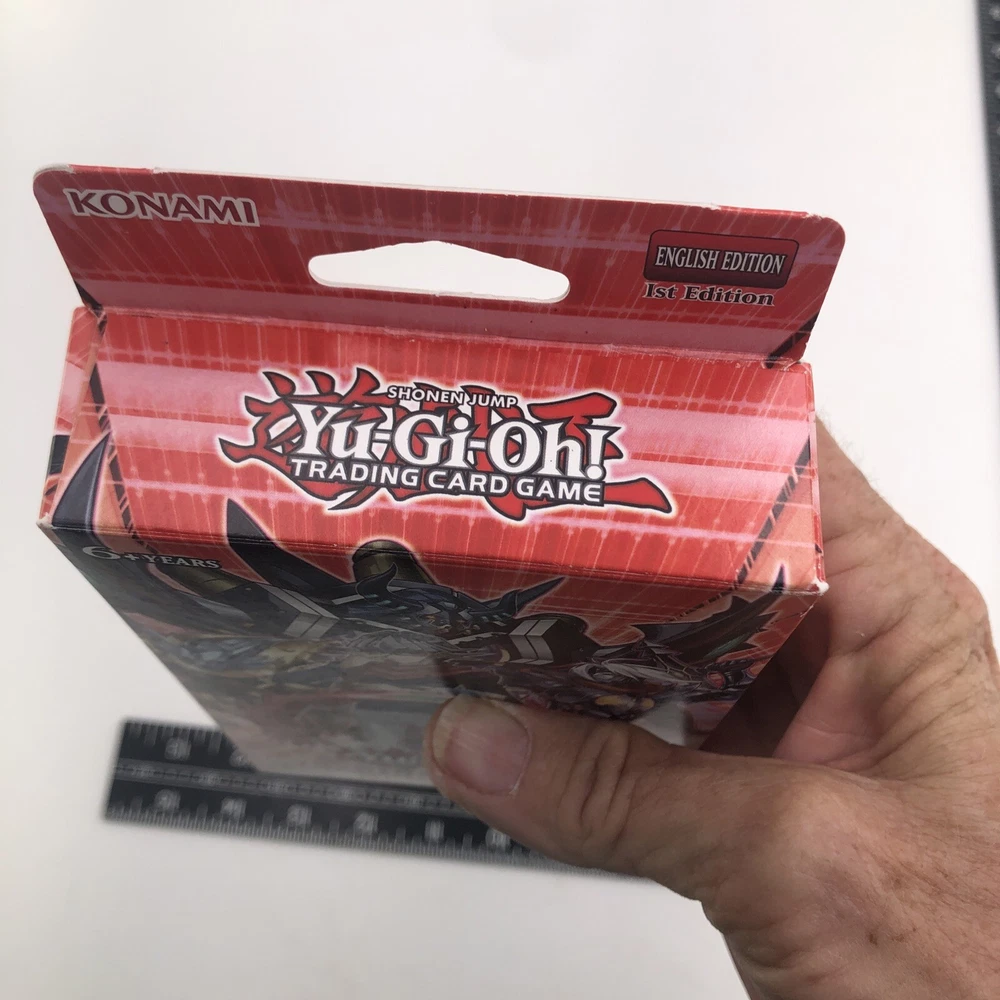 KONAMI
ENGLISH EDITION
1st Edition
SHONEN JUMP
Yu-Gi-Oh!
TRADING CARD GAME
6+ YEARS